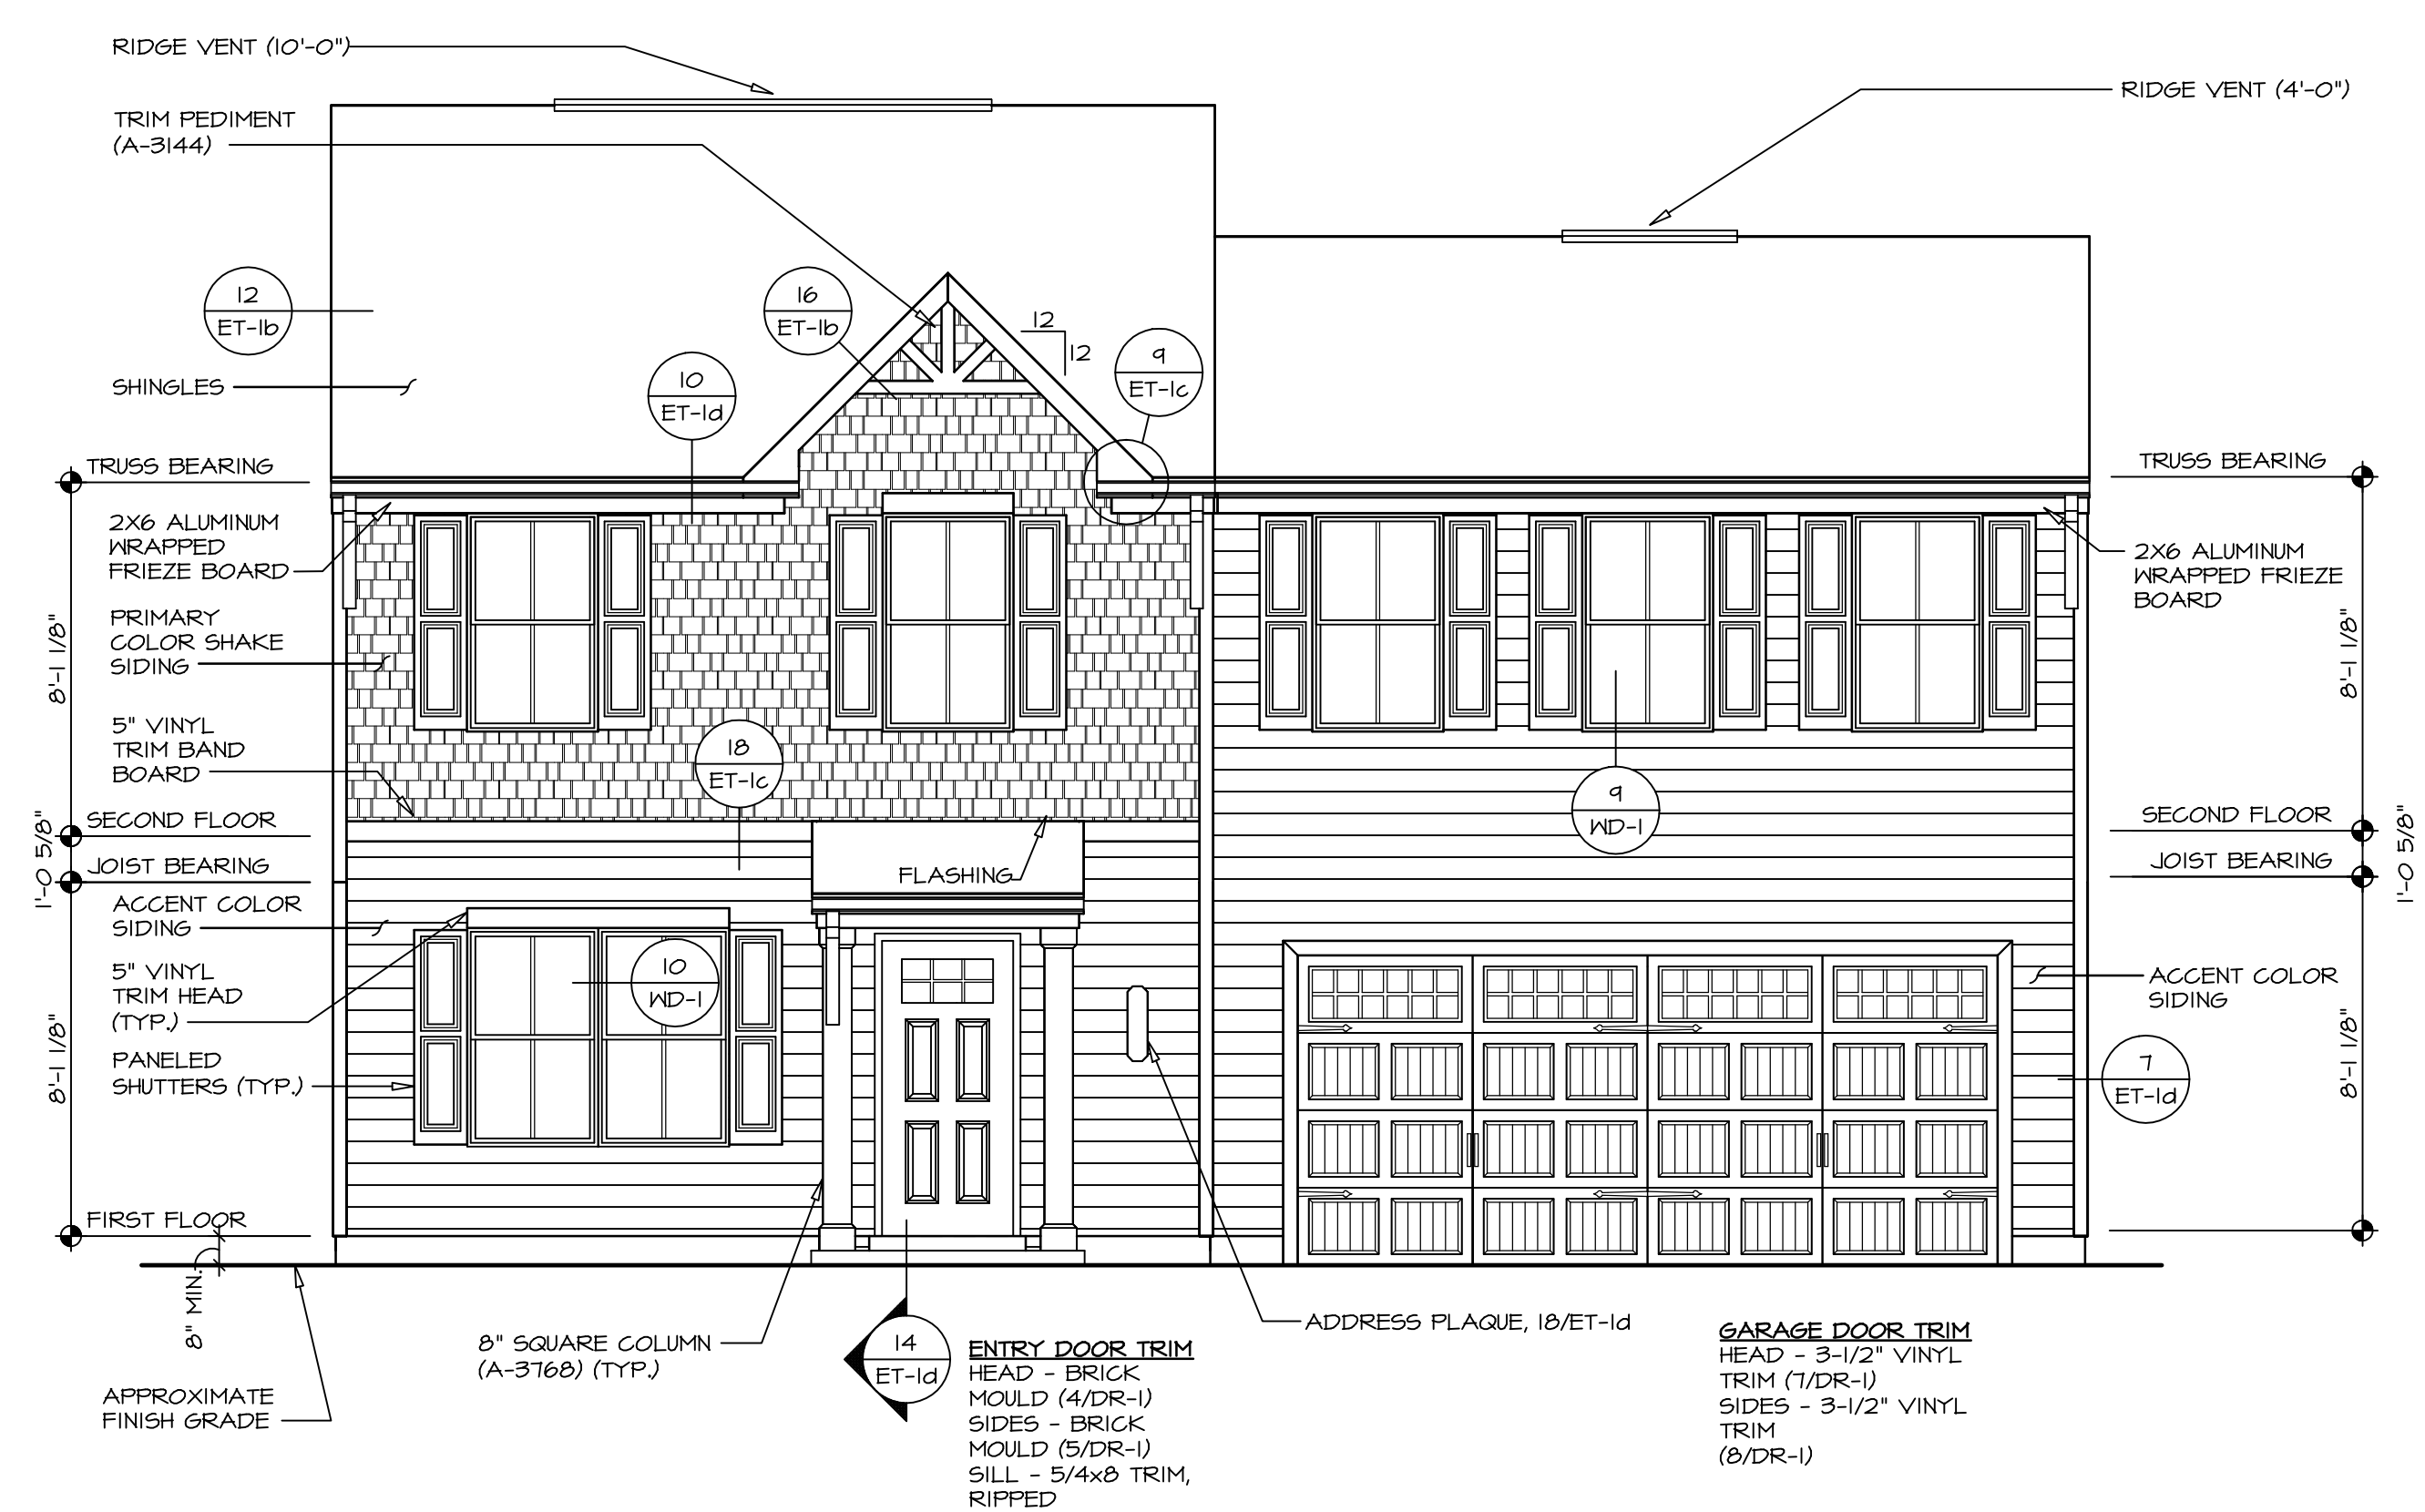 RIDGE VENT (10'-0")
RIDGE VENT (4'-0")
TRIM PEDIMENT
(A-3144)
12
ET-1b
16
ET-1b
12
12
9
ET-1c
10
ET-1d
SHINGLES
TRUSS BEARING
TRUSS BEARING
2X6 ALUMINUM
WRAPPED
FRIEZE BOARD
2X6 ALUMINUM
WRAPPED FRIEZE
BOARD
PRIMARY
COLOR SHAKE
SIDING
8'-1 1/8"
8'-1 1/8"
5" VINYL
TRIM BAND
BOARD
18
ET-1c
9
WD-1
SECOND FLOOR
SECOND FLOOR
1'-0 5/8"
1'-0 5/8"
JOIST BEARING
JOIST BEARING
FLASHING
ACCENT COLOR
SIDING
5" VINYL
TRIM HEAD
(TYP.)
10
WD-1
ACCENT COLOR
SIDING
PANELED
SHUTTERS (TYP.)
8'-1 1/8"
8'-1 1/8"
7
ET-1d
FIRST FLOOR
8" MIN.
APPROXIMATE
FINISH GRADE
8" SQUARE COLUMN
(A-3768) (TYP.)
14
ET-1d
ENTRY DOOR TRIM
HEAD - BRICK
MOULD (4/DR-1)
SIDES - BRICK
MOULD (5/DR-1)
SILL - 5/4x8 TRIM,
RIPPED
ADDRESS PLAQUE, 18/ET-1d
GARAGE DOOR TRIM
HEAD - 3-1/2" VINYL
TRIM (7/DR-1)
SIDES - 3-1/2" VINYL
TRIM
(8/DR-1)